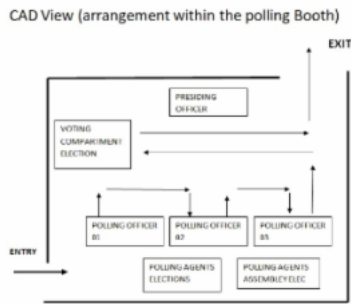 CAD View (arrangement within the polling Booth)
EXIT
PRESIDING
OFFICER
VOTING
COMPARTMENT
ELECTION
POLLING OFFICER
01
POLLING OFFICER
02
POLLING OFFICER
03
ENTRY
POLLING AGENTS
ELECTIONS
POLLING AGENTS
ASSEMBLEY ELEC